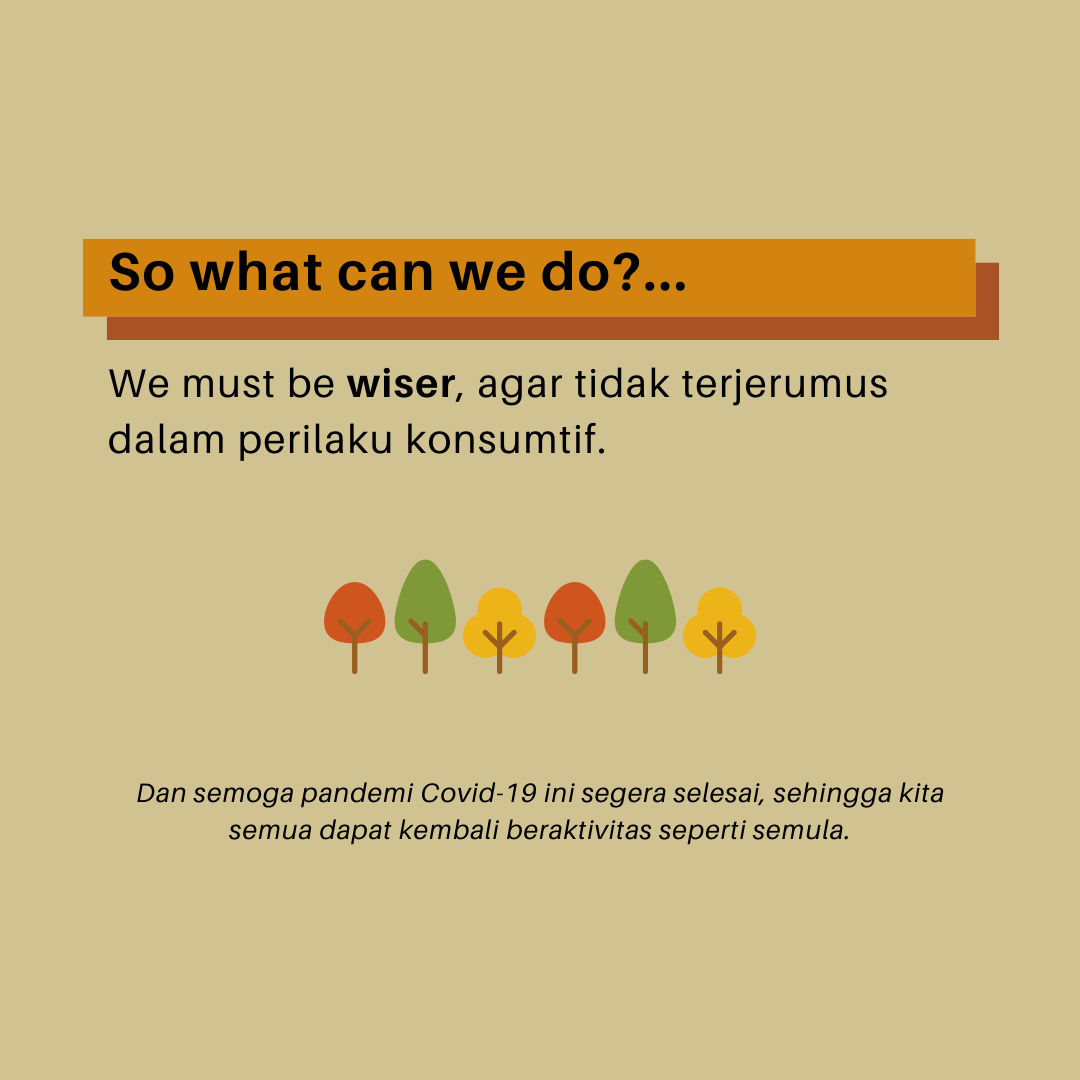 So what can we do?...
We must be wiser, agar tidak terjerumus
dalam perilaku konsumtif.
Dan semoga pandemi Covid-19 ini segera selesai, sehingga kita
semua dapat kembali beraktivitas seperti semula.